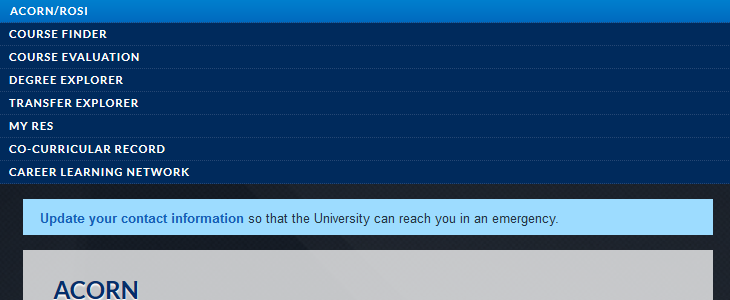 ACORN/ROSI
COURSE FINDER
COURSE EVALUATION
DEGREE EXPLORER
TRANSFER EXPLORER
MY RES
CO-CURRICULAR RECORD
CAREER LEARNING NETWORK
Update your contact information so that the University can reach you in an emergency.
ACORN